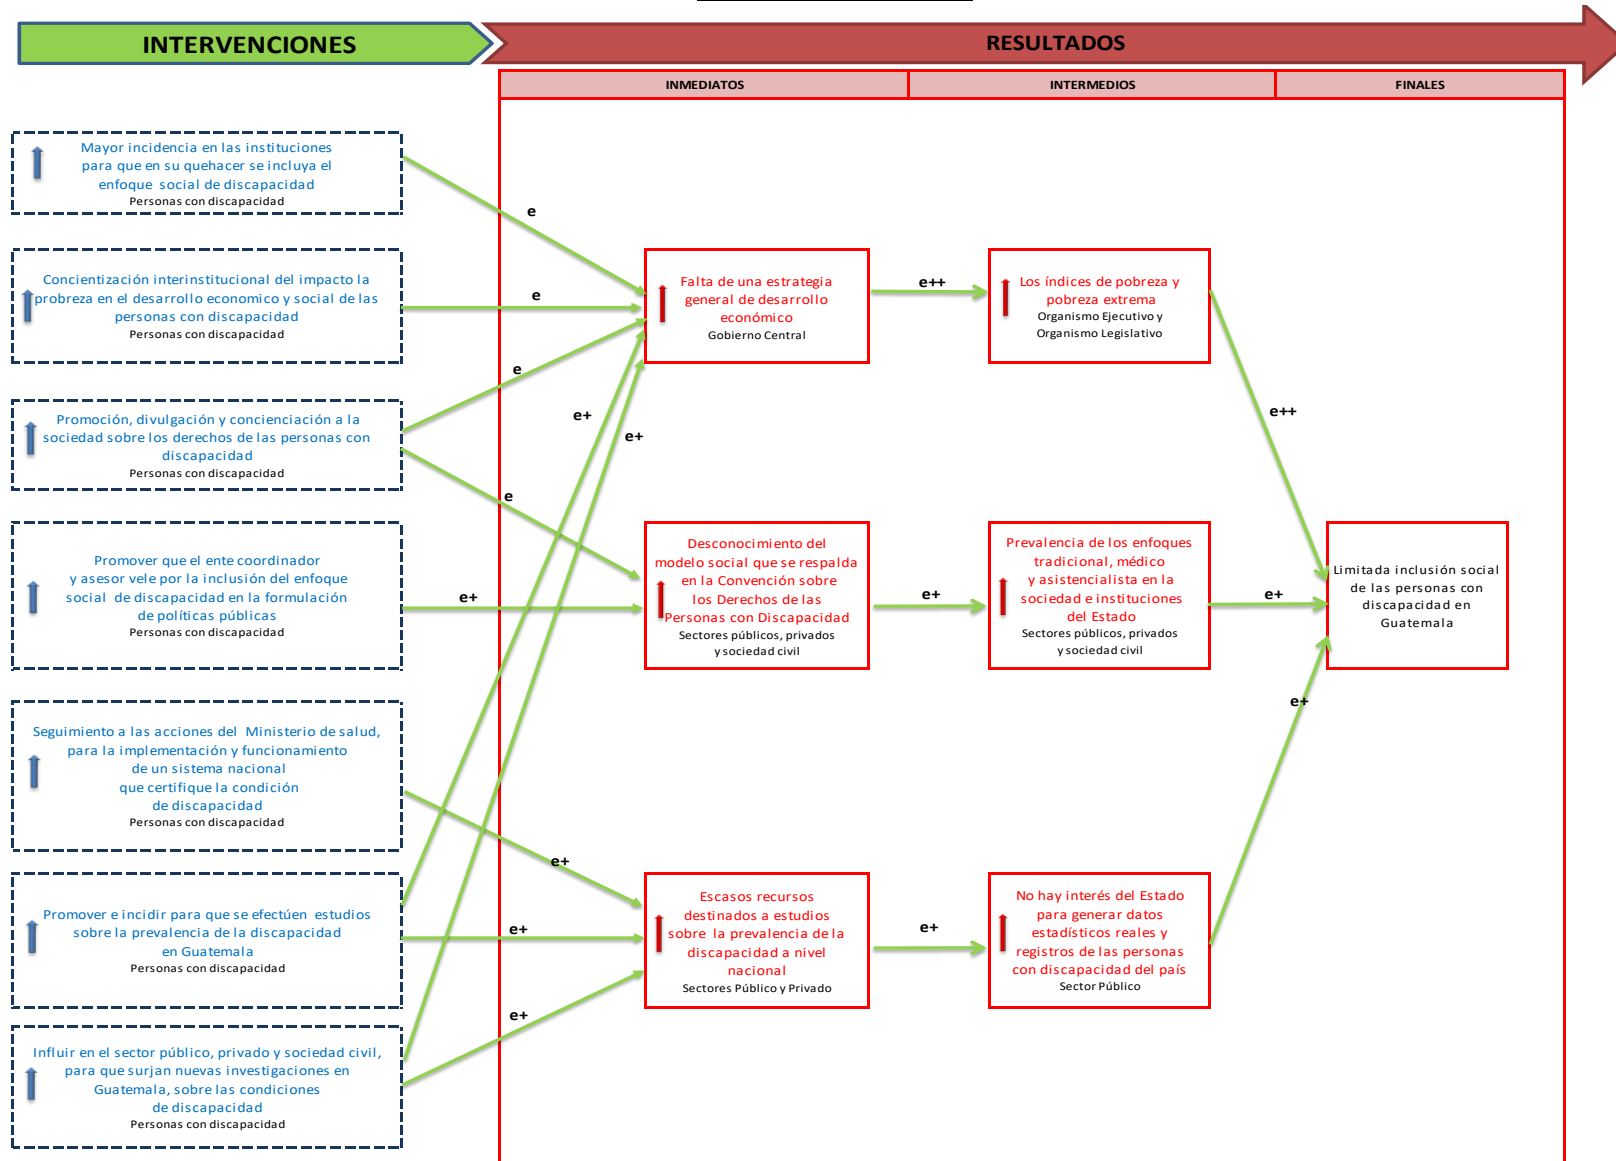 INTERVENCIONES
RESULTADOS
INMEDIATOS
INTERMEDIOS
FINALES
Mayor incidencia en las instituciones
para que en su quehacer se incluya el
enfoque social de discapacidad
Personas con discapacidad
Concientización interinstitucional del impacto la
probreza en el desarrollo economico y social de las
personas con discapacidad
Personas con discapacidad
Promoción, divulgación y concienciación a la
sociedad sobre los derechos de las personas con
discapacidad
Personas con discapacidad
Promover que el ente coordinador
y asesor vele por la inclusión del enfoque
social de discapacidad en la formulación
de políticas públicas
Personas con discapacidad
Seguimiento a las acciones del Ministerio de salud,
para la implementación y funcionamiento
de un sistema nacional
que certifique la condición
de discapacidad
Personas con discapacidad
Promover e incidir para que se efectúen estudios
sobre la prevalencia de la discapacidad
en Guatemala
Personas con discapacidad
Influir en el sector público, privado y sociedad civil,
para que surjan nuevas investigaciones en
Guatemala, sobre las condiciones
de discapacidad
Personas con discapacidad
e
e
e
e+
e+
e
e+
e+
e+
e+
Falta de una estrategia
general de desarrollo
económico
Gobierno Central
Desconocimiento del
modelo social que se respalda
en la Convención sobre
los Derechos de las
Personas con Discapacidad
Sectores públicos, privados
y sociedad civil
Escasos recursos
destinados a estudios
sobre la prevalencia de la
discapacidad a nivel
nacional
Sectores Público y Privado
e++
e+
e+
Los índices de pobreza y
pobreza extrema
Organismo Ejecutivo y
Organismo Legislativo
Prevalencia de los enfoques
tradicional, médico
y asistencialista en la
sociedad e instituciones
del Estado
Sectores públicos, privados
y sociedad civil
No hay interés del Estado
para generar datos
estadísticos reales y
registros de las personas
con discapacidad del país
Sector Público
e++
e+
e+
Limitada inclusión social
de las personas con
discapacidad en
Guatemala